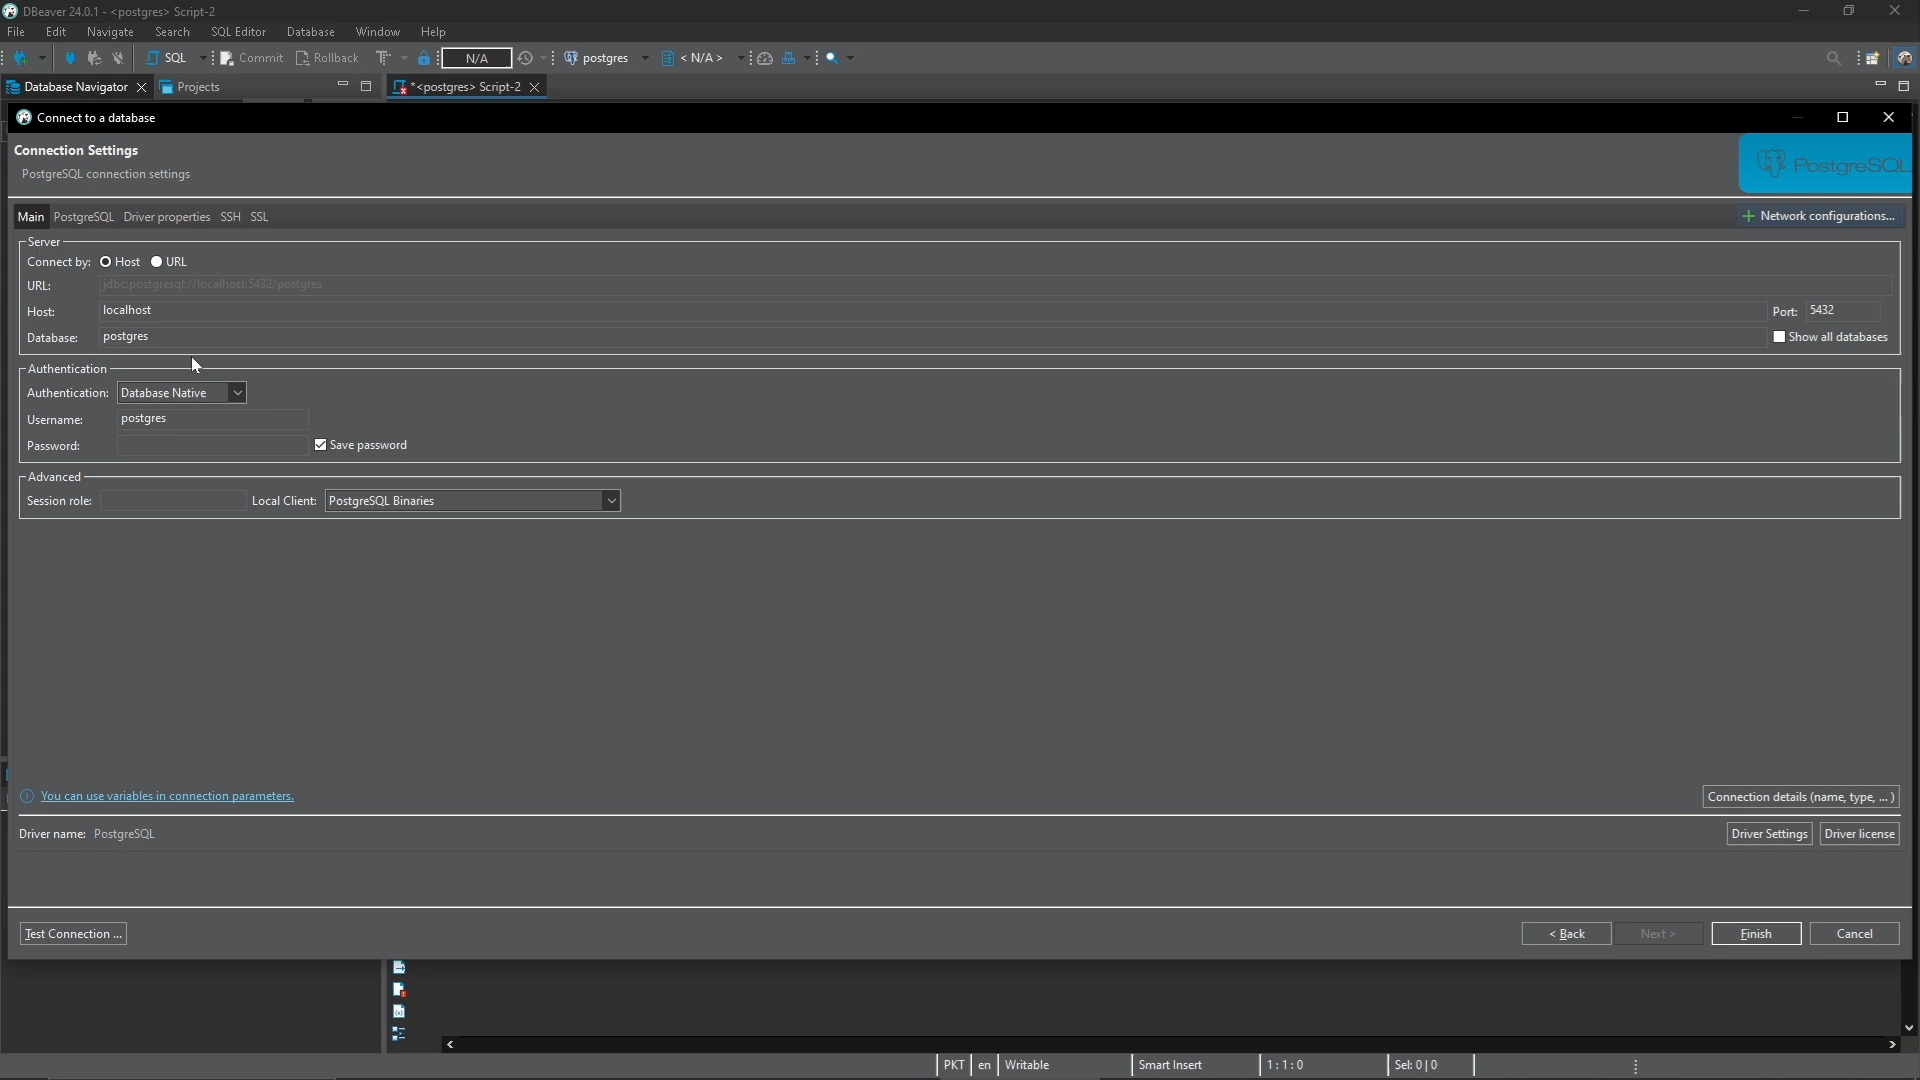 DBeaver 24.0.1 - <postgres> Script-2
File Edit Navigate Search SQL Editor Database Window Help
SQL Commit Rollback N/A postgres < N/A >
Database Navigator Projects *<postgres> Script-2
Connect to a database
Connection Settings
PostgreSQL connection settings
PostgreSQL
Main PostgreSQL Driver properties SSH SSL Network configurations...
Server
Connect by: Host URL
URL: jdbc:postgresql://localhost:5432/postgres
Host: localhost Port: 5432
Database: postgres Show all databases
Authentication
Authentication: Database Native
Username: postgres
Password: Save password
Advanced
Session role: Local Client: PostgreSQL Binaries
You can use variables in connection parameters. Connection details (name, type, ... )
Driver name: PostgreSQL Driver Settings Driver license
Test Connection ... < Back Next > Finish Cancel
PKT en Writable Smart Insert 1 : 1 : 0 Sel: 0 | 0